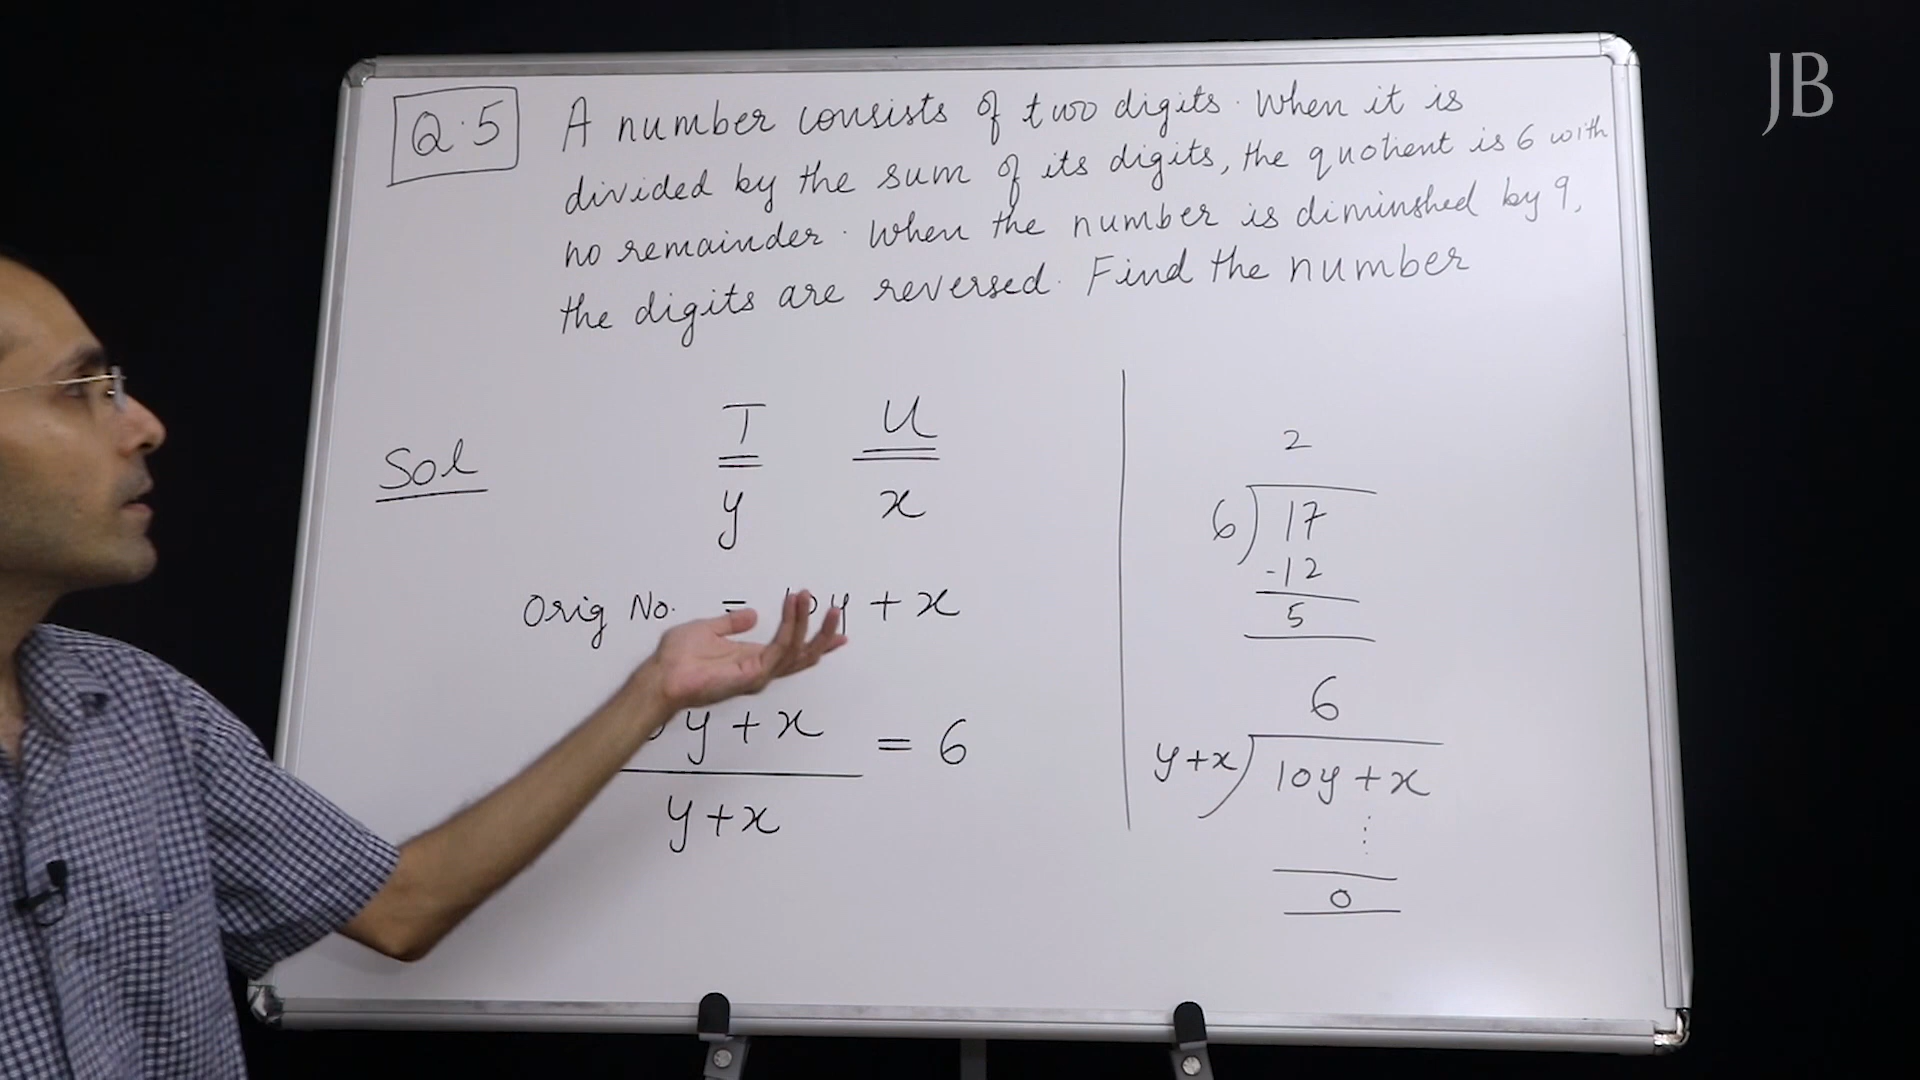 JB
Q.5 A number consists of two digits. When it is
divided by the sum of its digits, the quotient is 6 with
no remainder. When the number is diminshed by 9,
the digits are reversed. Find the number
Sol
T U
y x
Orig No. = 10y + x
y + x = 6
y + x
2
6 17
-12
5
6
y+x 10y + x
0